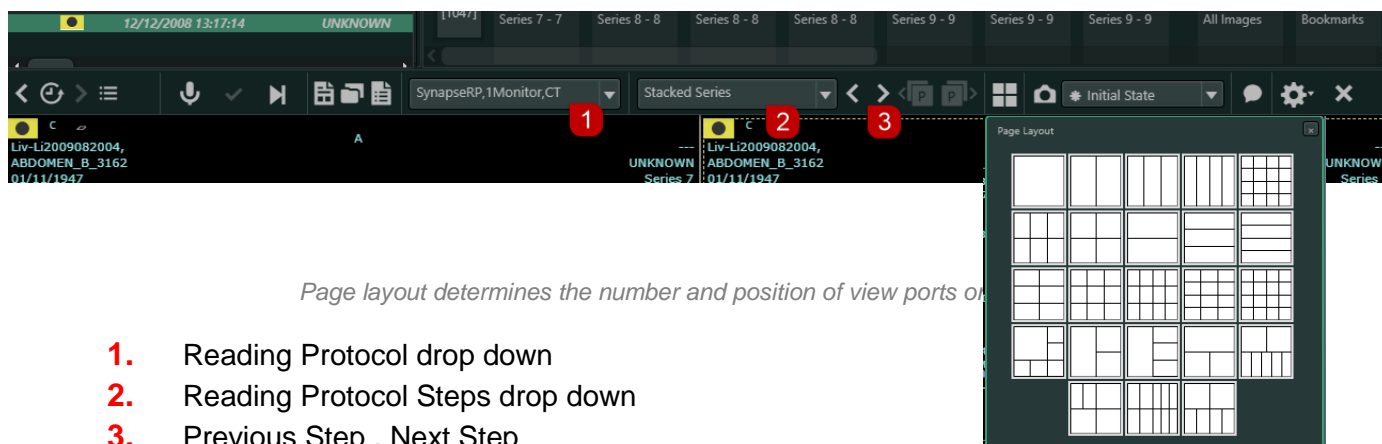 12/12/2008 13:17:14 UNKNOWN
[1047] Series 7 - 7 Series 8 - 8 Series 8 - 8 Series 8 - 8 Series 9 - 9 Series 9 - 9 Series 9 - 9 All Images Bookmarks
SynapseRP,1Monitor,CT Stacked Series P P Initial State
1 2 3
C A --- C Page Layout
Liv-Li2009082004, Liv-Li2009082004,
ABDOMEN_B_3162 UNKNOWN ABDOMEN_B_3162 UNKNOW
01/11/1947 Series 7 01/11/1947 Series
Page layout determines the number and position of view ports
1. Reading Protocol drop down
2. Reading Protocol Steps drop down
3. Previous Step , Next Step